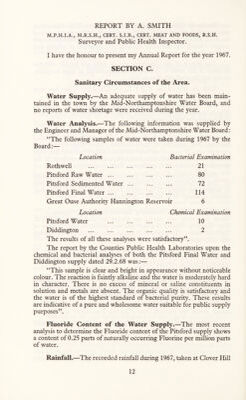 REPORT BY A. SMITH
M.P.H.I.A., M.R.S.H., CERT. S.I.B., CERT. MEAT AND FOODS, R.S.H.
Surveyor and Public Health Inspector.
I have the honour to present my Annual Report for the year 1967.
SECTION C.
Sanitary Circumstances of the Area.
Water Supply.—An adequate supply of water has been main-
tained in the town by the Mid-Northamptonshire Water Board, and
no reports of water shortage were received during the year.
Water Analysis.—The following information was supplied by
the Engineer and Manager of the Mid-Northamptonshire Water Board:
"The following samples of water were taken during 1967 by the
Board:—
Location Bacterial Examination
Rothwell ... ... ... ... ... 21
Pitsford Raw Water ... ... ... ... 80
Pitsford Sedimented Water ... ... ... 72
Pitsford Final Water ... ... ... ... 114
Great Ouse Authority Hannington Reservoir 6
Location Chemical Examination
Pitsford Water ... ... ... ... 10
Diddington ... ... ... ... ... 2
The results of all these analyses were satisfactory".
The report by the Counties Public Health Laboratories upon the
chemical and bacterial analyses of both the Pitsford Final Water and
Diddington supply dated 29.2.68 was:—
"This sample is clear and bright in appearance without noticeable
colour. The reaction is faintly alkaline and the water is moderately hard
in character. There is no excess of mineral or saline constituents in
solution and metals are absent. The organic quality is satisfactory and
the water is of the highest standard of bacterial purity. These results
are indicative of a pure and wholesome water suitable for public supply
purposes".
Fluoride Content of the Water Supply.—The most recent
analysis to determine the Fluoride content of the Pitsford supply shows
a content of 0.25 parts of naturally occurring Fluorine per million parts
of water.
Rainfall.—The recorded rainfall during 1967, taken at Clover Hill
12